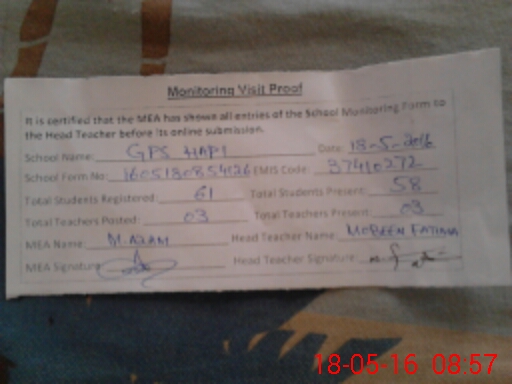 Monitoring Visit Proof
It is certified that the MEA has shown all entries of the School Monitoring Form to
the Head Teacher before its online submission.
School Name: GPS HAPI Date: 18-5-2016
School Form No: 1605180854126 EMIS Code: 37410272
Total Students Registered: 61 Total Students Present: 58
Total Teachers Posted: 03 Total Teachers Present: 03
MEA Name: M.AZAM Head Teacher Name: MOBEEN FATIMA
MEA Signature: Head Teacher Signature:
18-05-16 08:57